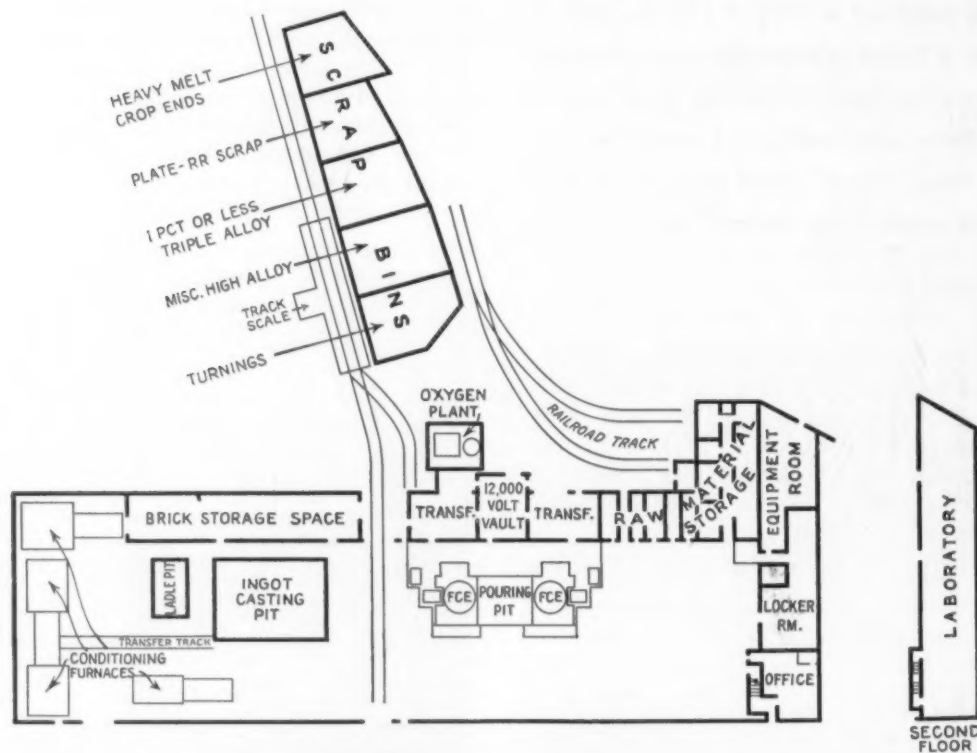 HEAVY MELT
CROP ENDS
PLATE-RR SCRAP
1 PCT OR LESS
TRIPLE ALLOY
MISC. HIGH ALLOY
TRACK
SCALE
TURNINGS
SCRAP BINS
OXYGEN
PLANT
RAILROAD TRACK
BRICK STORAGE SPACE
TRANSF.
12,000
VOLT
VAULT
TRANSF.
RAW
MATERIAL
STORAGE
EQUIPMENT
ROOM
LADLE PIT
INGOT
CASTING
PIT
FCE
POURING
PIT
FCE
LOCKER
RM.
TRANSFER TRACK
CONDITIONING
FURNACES
OFFICE
LABORATORY
SECOND
FLOOR